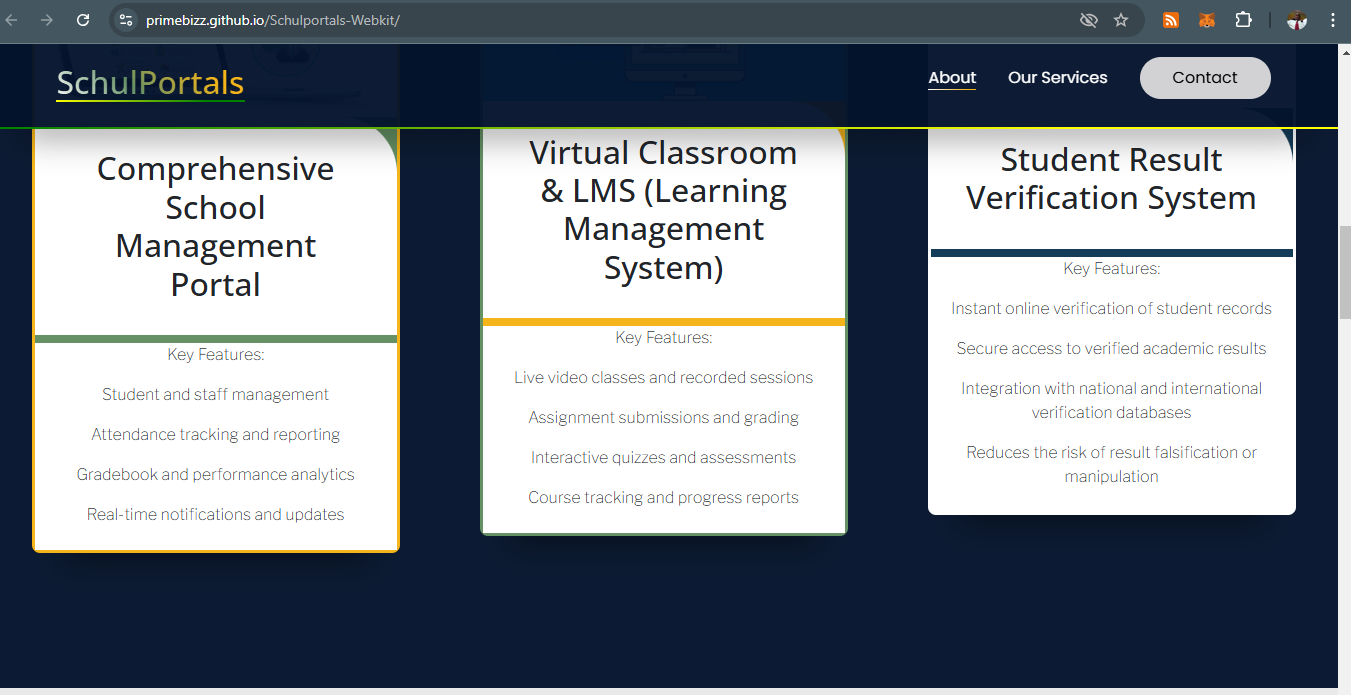 primebizz.github.io/Schulportals-Webkit/
SchulPortals
About
Our Services
Contact
Comprehensive
School
Management
Portal
Key Features:
Student and staff management
Attendance tracking and reporting
Gradebook and performance analytics
Real-time notifications and updates
Virtual Classroom
& LMS (Learning
Management
System)
Key Features:
Live video classes and recorded sessions
Assignment submissions and grading
Interactive quizzes and assessments
Course tracking and progress reports
Student Result
Verification System
Key Features:
Instant online verification of student records
Secure access to verified academic results
Integration with national and international
verification databases
Reduces the risk of result falsification or
manipulation